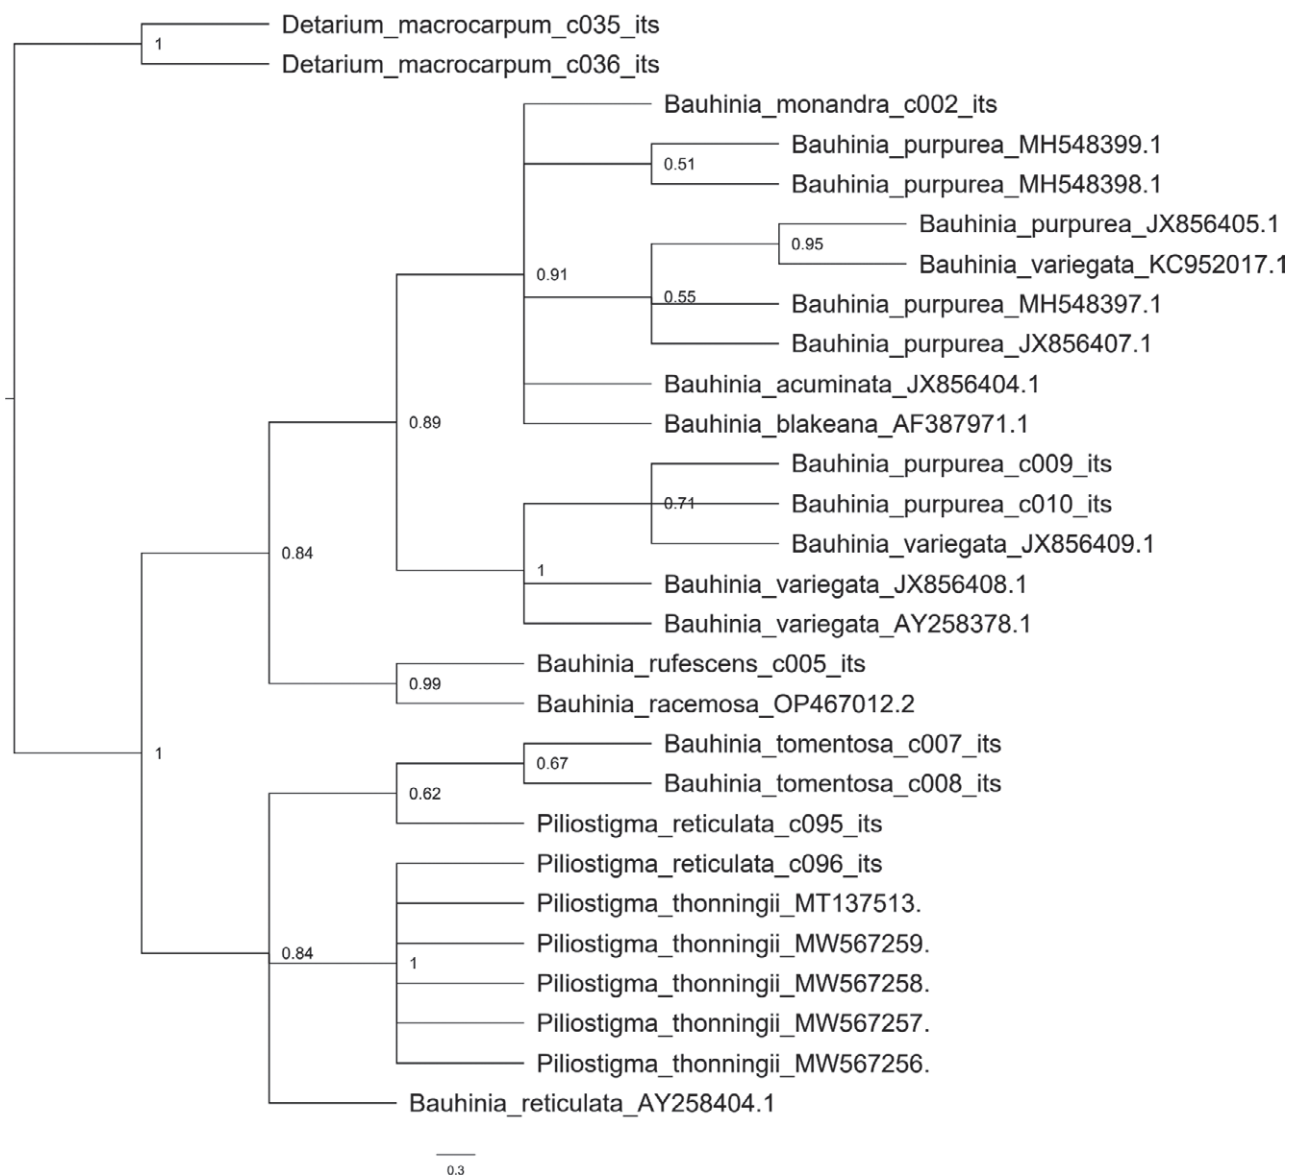 Detarium_macrocarpum_c035_its
1
Detarium_macrocarpum_c036_its
Bauhinia_monandra_c002_its
Bauhinia_purpurea_MH548399.1
0.51
Bauhinia_purpurea_MH548398.1
Bauhinia_purpurea_JX856405.1
0.95
Bauhinia_variegata_KC952017.1
0.91
0.55
Bauhinia_purpurea_MH548397.1
Bauhinia_purpurea_JX856407.1
Bauhinia_acuminata_JX856404.1
0.89
Bauhinia_blakeana_AF387971.1
Bauhinia_purpurea_c009_its
0.71
Bauhinia_purpurea_c010_its
Bauhinia_variegata_JX856409.1
0.84
1
Bauhinia_variegata_JX856408.1
Bauhinia_variegata_AY258378.1
Bauhinia_rufescens_c005_its
0.99
Bauhinia_racemosa_OP467012.2
1
Bauhinia_tomentosa_c007_its
0.67
Bauhinia_tomentosa_c008_its
0.62
Piliostigma_reticulata_c095_its
Piliostigma_reticulata_c096_its
Piliostigma_thonningii_MT137513.
Piliostigma_thonningii_MW567259.
0.84
1
Piliostigma_thonningii_MW567258.
Piliostigma_thonningii_MW567257.
Piliostigma_thonningii_MW567256.
Bauhinia_reticulata_AY258404.1
0.3